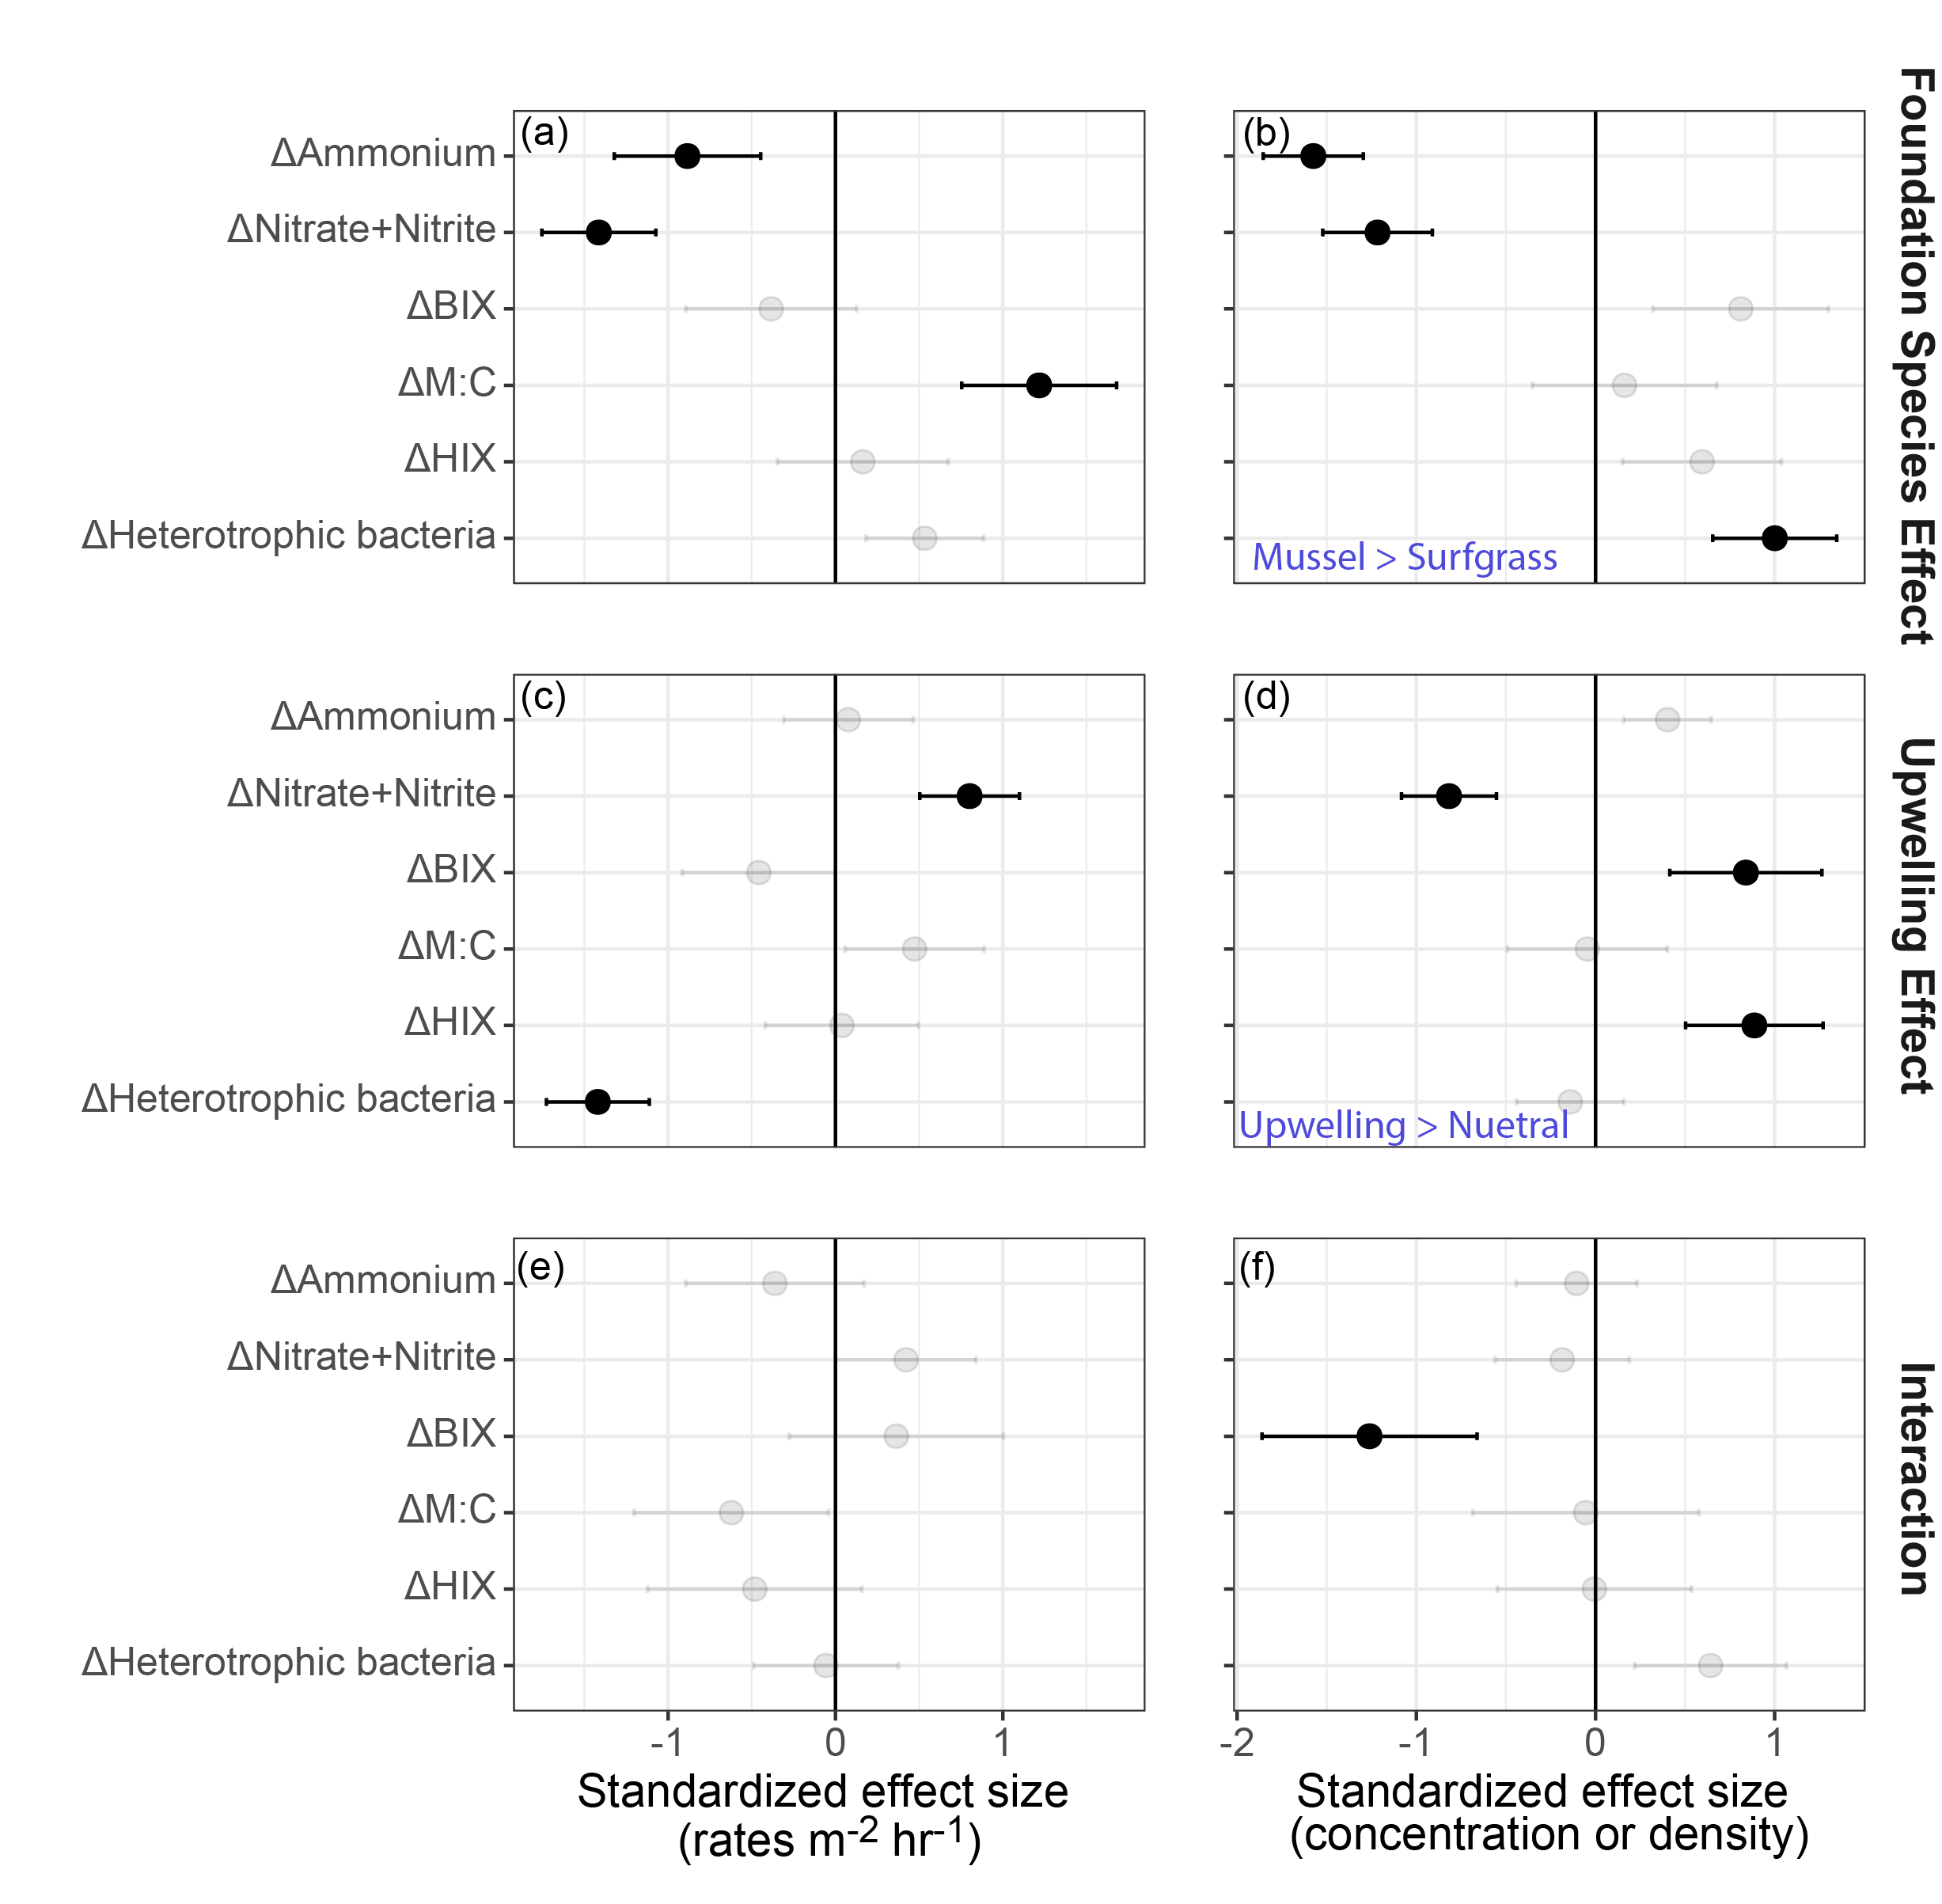 (a)
(b)
ΔAmmonium
ΔNitrate+Nitrite
ΔBIX
ΔM:C
ΔHIX
ΔHeterotrophic bacteria
Mussel > Surfgrass
Foundation Species Effect
(c)
(d)
ΔAmmonium
ΔNitrate+Nitrite
ΔBIX
ΔM:C
ΔHIX
ΔHeterotrophic bacteria
Upwelling > Nuetral
Upwelling Effect
(e)
(f)
ΔAmmonium
ΔNitrate+Nitrite
ΔBIX
ΔM:C
ΔHIX
ΔHeterotrophic bacteria
Interaction
-1 0 1
-2 -1 0 1
Standardized effect size
(rates m-2 hr-1)
Standardized effect size
(concentration or density)